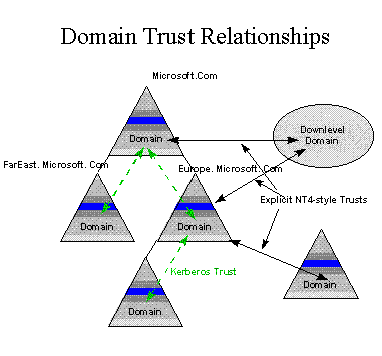 Domain Trust Relationships
Microsoft.Com
Domain
Downlevel
Domain
FarEast. Microsoft. Com
Europe. Microsoft. Com
Explicit NT4-style Trusts
Domain
Domain
Kerberos Trust
Domain
Domain